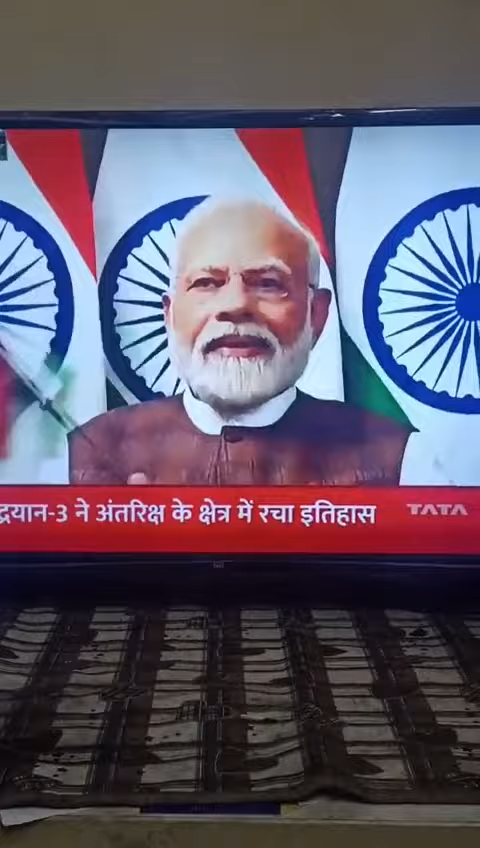 द्रयान-3 ने अंतरिक्ष के क्षेत्र में रचा इतिहास
TATA